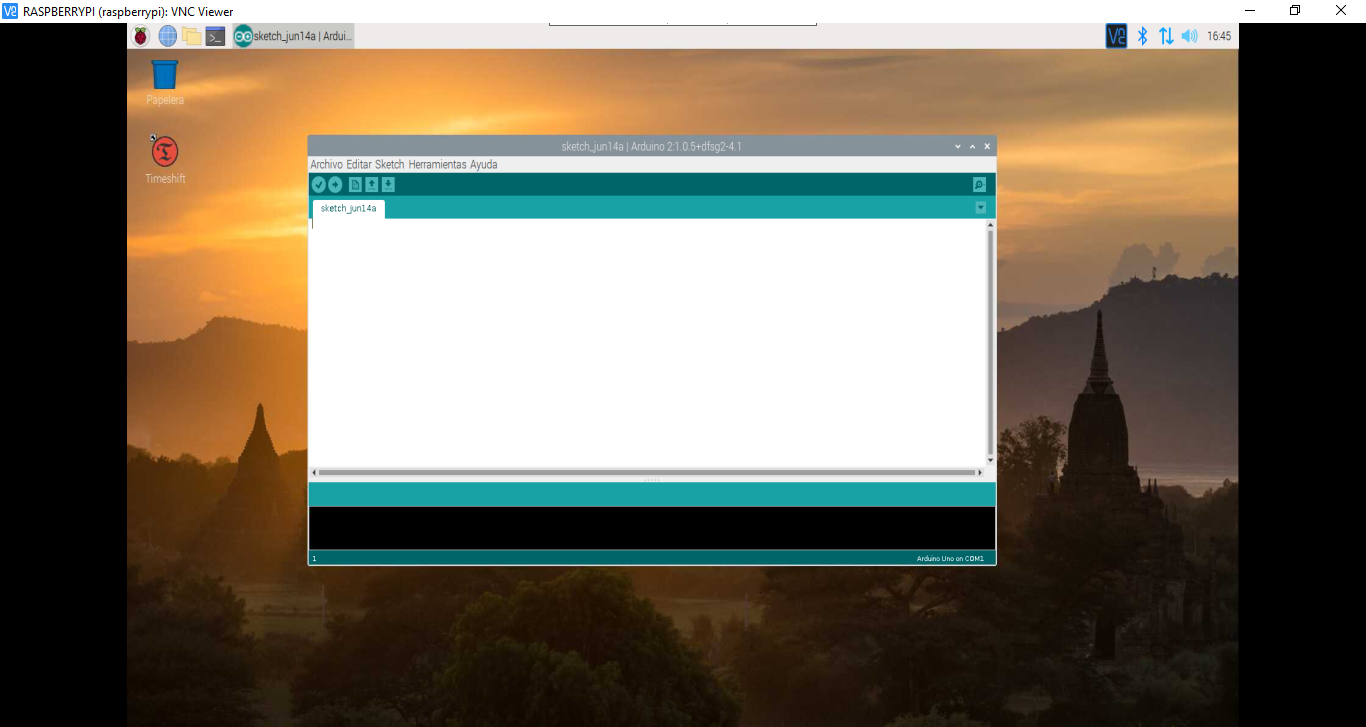 RASPBERRYPI (raspberrypi): VNC Viewer
sketch_jun14a | Ardui...
16:45
Papelera
Timeshift
sketch_jun14a | Arduino 2:1.0.5+dfsg2-4.1
Archivo Editar Sketch Herramientas Ayuda
sketch_jun14a
1
Arduino Uno on COM1